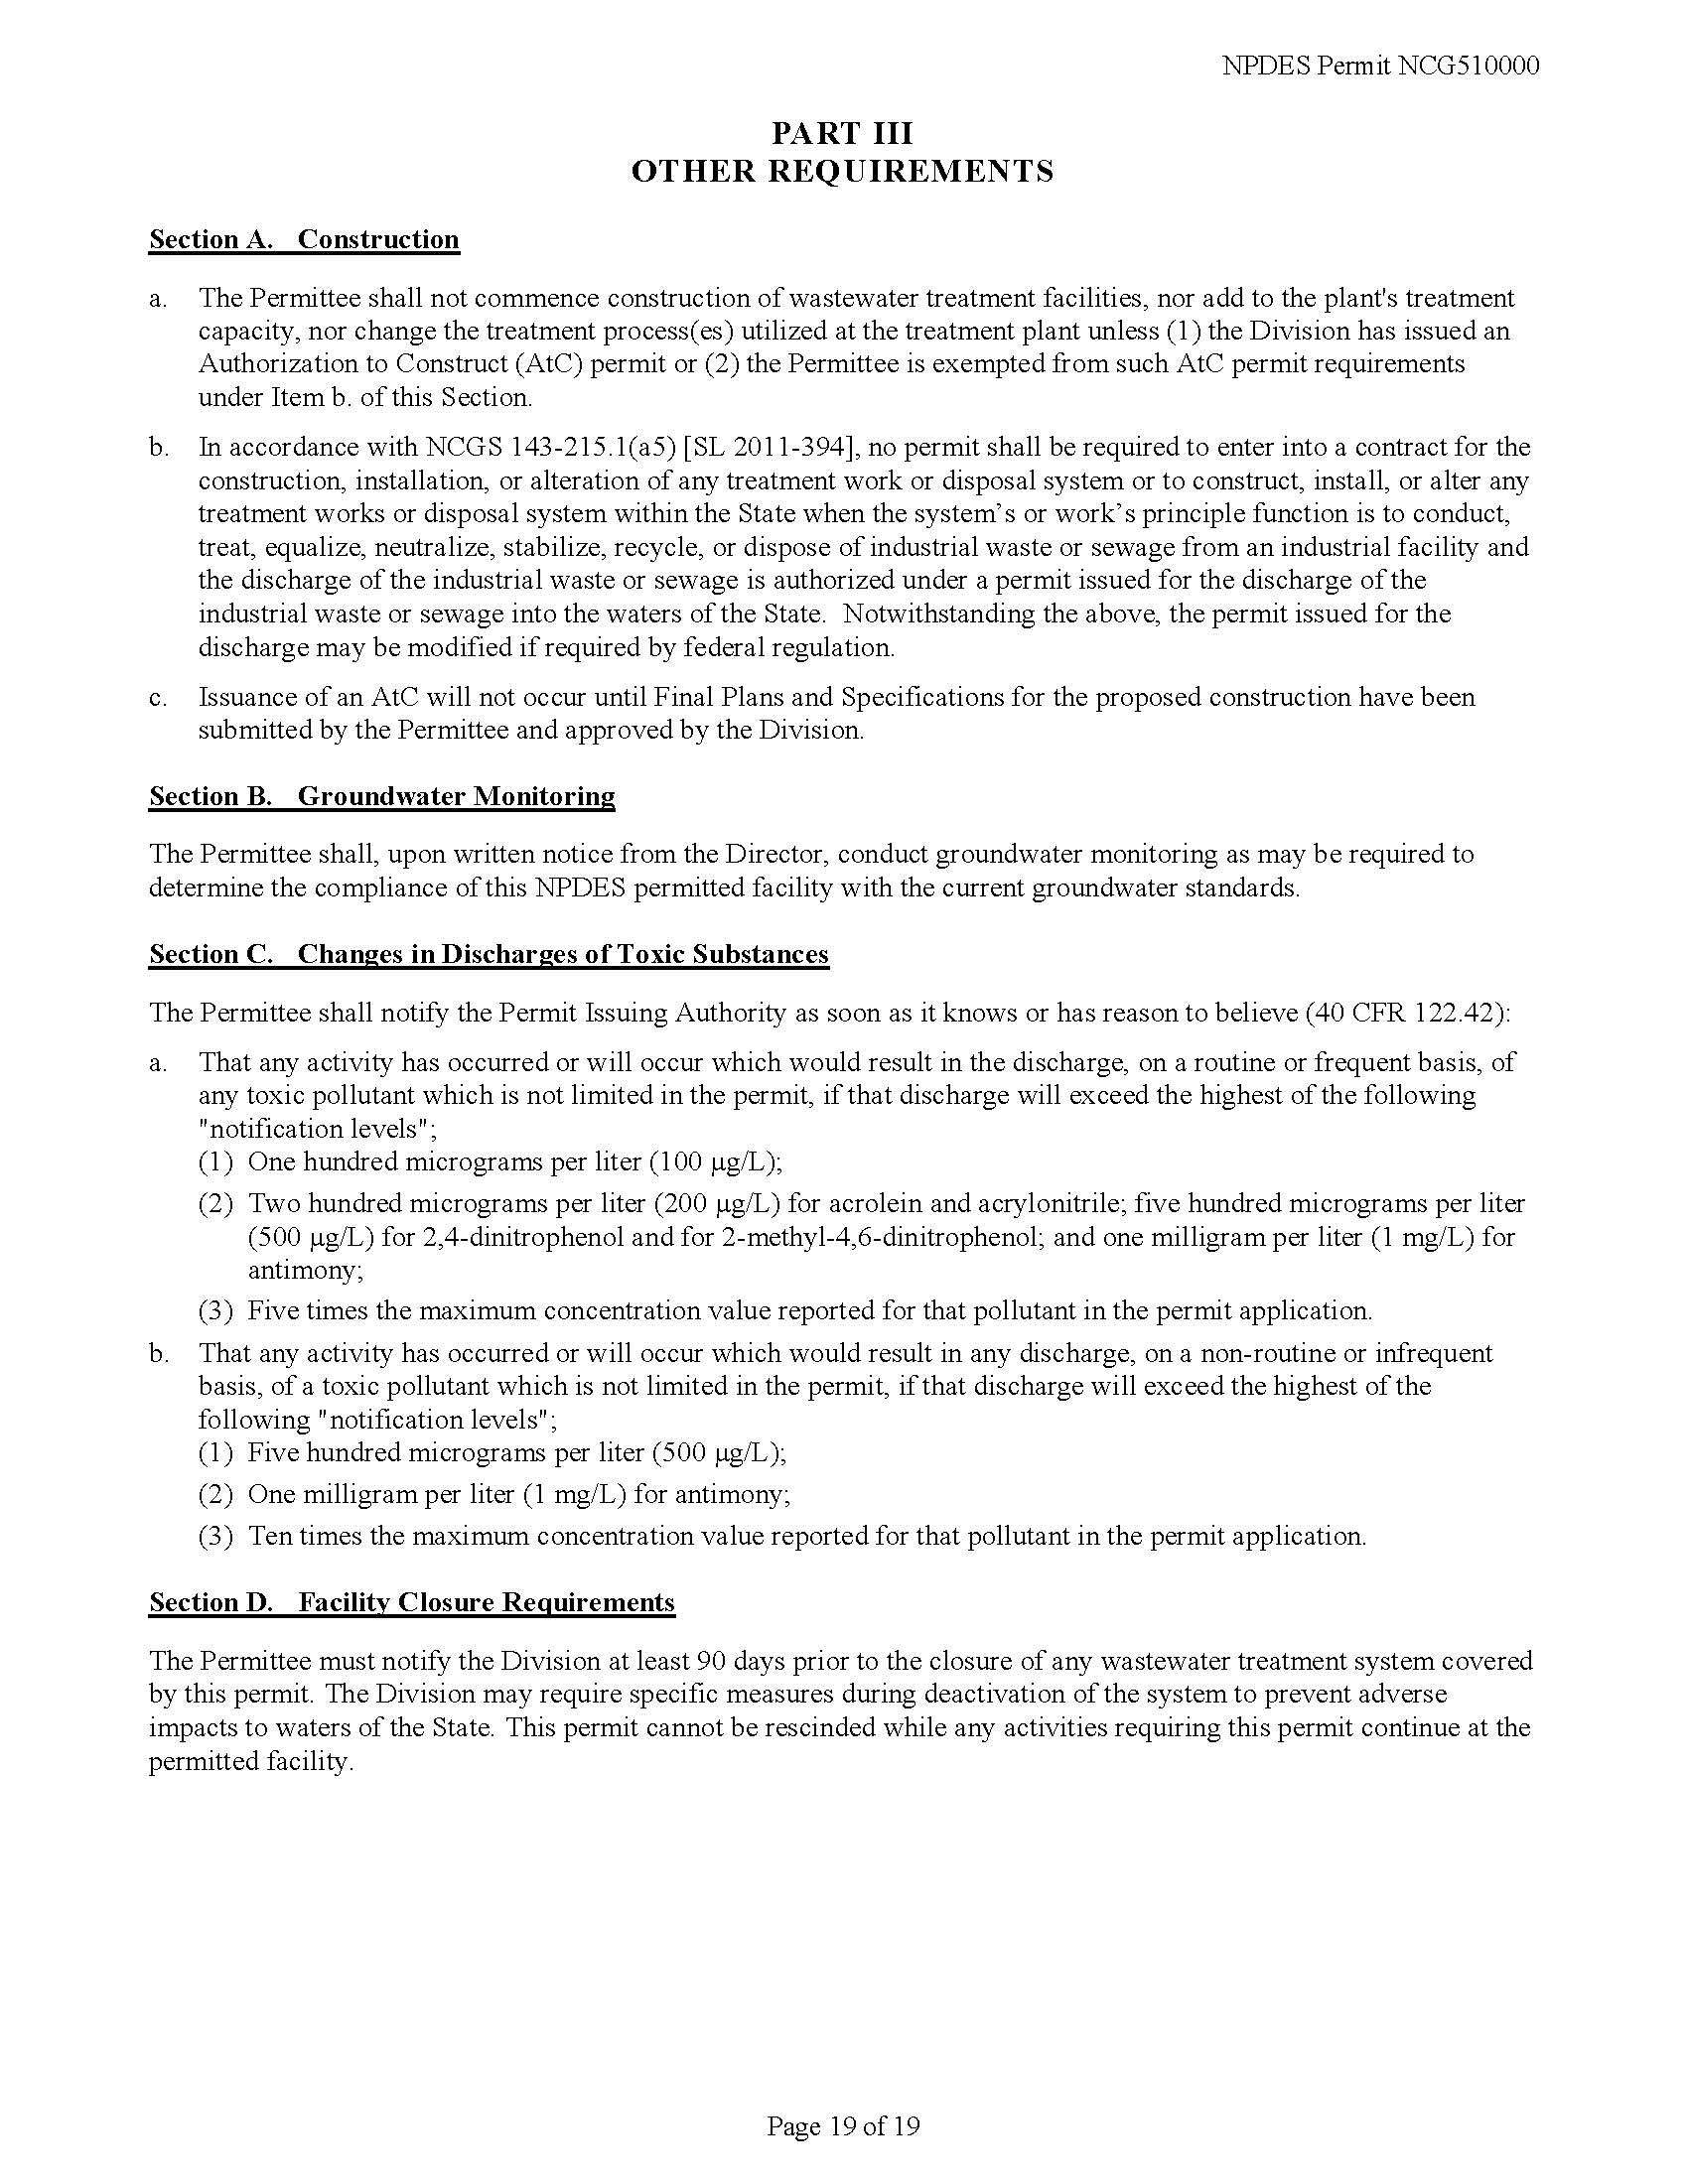 NPDES Permit NCG510000
PART III
OTHER REQUIREMENTS
Section A. Construction
a. The Permittee shall not commence construction of wastewater treatment facilities, nor add to the plant's treatment
capacity, nor change the treatment process(es) utilized at the treatment plant unless (1) the Division has issued an
Authorization to Construct (AtC) permit or (2) the Permittee is exempted from such AtC permit requirements
under Item b. of this Section.
b. In accordance with NCGS 143-215.1(a5) [SL 2011-394], no permit shall be required to enter into a contract for the
construction, installation, or alteration of any treatment work or disposal system or to construct, install, or alter any
treatment works or disposal system within the State when the system’s or work’s principle function is to conduct,
treat, equalize, neutralize, stabilize, recycle, or dispose of industrial waste or sewage from an industrial facility and
the discharge of the industrial waste or sewage is authorized under a permit issued for the discharge of the
industrial waste or sewage into the waters of the State. Notwithstanding the above, the permit issued for the
discharge may be modified if required by federal regulation.
c. Issuance of an AtC will not occur until Final Plans and Specifications for the proposed construction have been
submitted by the Permittee and approved by the Division.
Section B. Groundwater Monitoring
The Permittee shall, upon written notice from the Director, conduct groundwater monitoring as may be required to
determine the compliance of this NPDES permitted facility with the current groundwater standards.
Section C. Changes in Discharges of Toxic Substances
The Permittee shall notify the Permit Issuing Authority as soon as it knows or has reason to believe (40 CFR 122.42):
a. That any activity has occurred or will occur which would result in the discharge, on a routine or frequent basis, of
any toxic pollutant which is not limited in the permit, if that discharge will exceed the highest of the following
"notification levels";
(1) One hundred micrograms per liter (100 µg/L);
(2) Two hundred micrograms per liter (200 µg/L) for acrolein and acrylonitrile; five hundred micrograms per liter
(500 µg/L) for 2,4-dinitrophenol and for 2-methyl-4,6-dinitrophenol; and one milligram per liter (1 mg/L) for
antimony;
(3) Five times the maximum concentration value reported for that pollutant in the permit application.
b. That any activity has occurred or will occur which would result in any discharge, on a non-routine or infrequent
basis, of a toxic pollutant which is not limited in the permit, if that discharge will exceed the highest of the
following "notification levels";
(1) Five hundred micrograms per liter (500 µg/L);
(2) One milligram per liter (1 mg/L) for antimony;
(3) Ten times the maximum concentration value reported for that pollutant in the permit application.
Section D. Facility Closure Requirements
The Permittee must notify the Division at least 90 days prior to the closure of any wastewater treatment system covered
by this permit. The Division may require specific measures during deactivation of the system to prevent adverse
impacts to waters of the State. This permit cannot be rescinded while any activities requiring this permit continue at the
permitted facility.
Page 19 of 19